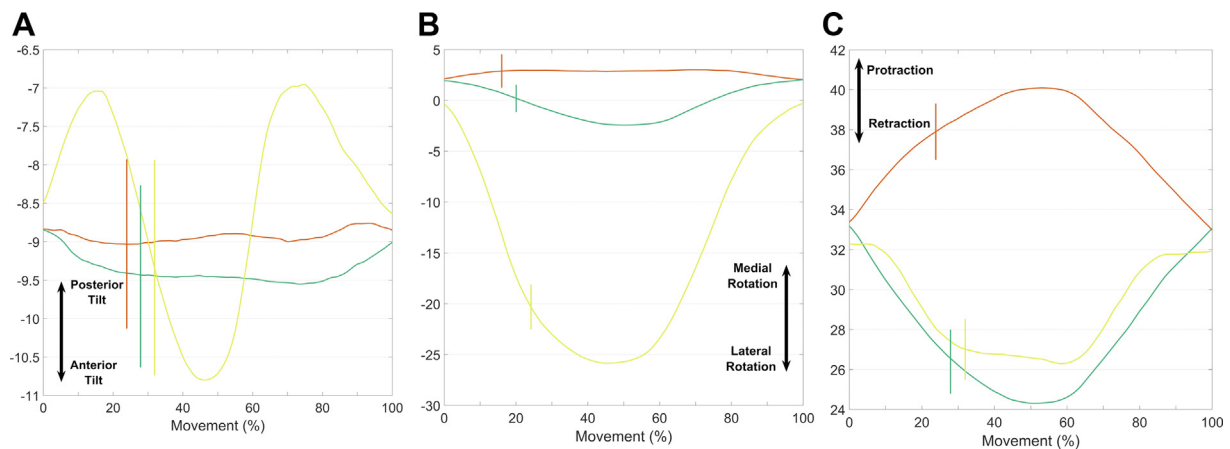 A
-6.5
-7
-7.5
-8
-8.5
-9
-9.5
-10
-10.5
-11
Posterior
Tilt
Anterior
Tilt
0 20 40 60 80 100
Movement (%)
B
5
0
-5
-10
-15
-20
-25
-30
Medial
Rotation
Lateral
Rotation
0 20 40 60 80 100
Movement (%)
C
42
40
38
36
34
32
30
28
26
24
Protraction
Retraction
0 20 40 60 80 100
Movement (%)